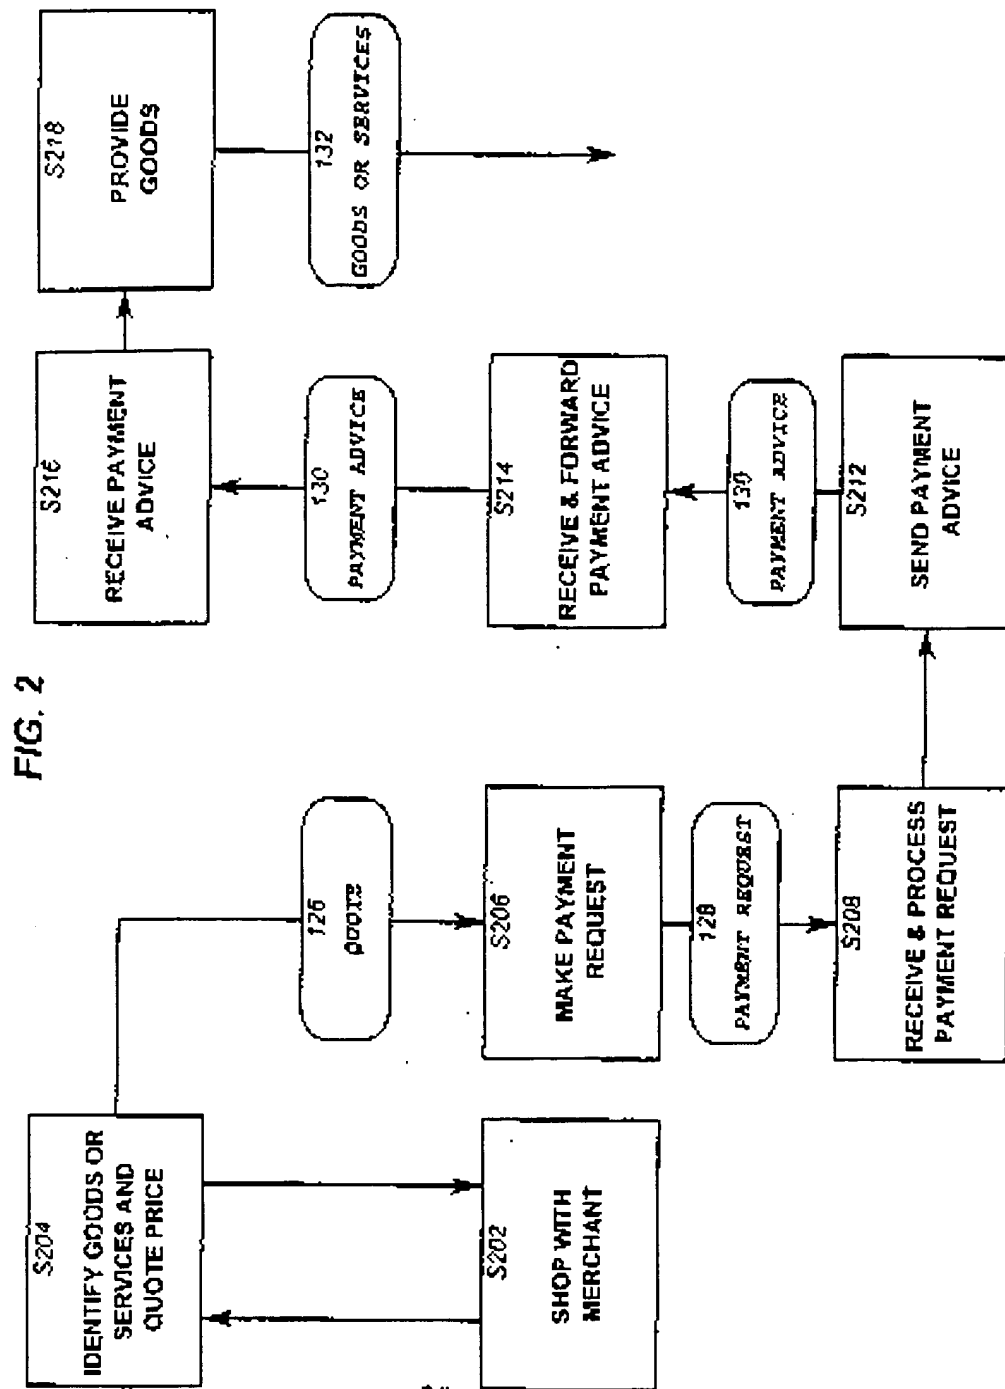 FIG. 2
S204
IDENTIFY GOODS OR
SERVICES AND
QUOTE PRICE
S202
SHOP WITH
MERCHANT
126
QUOTE
S206
MAKE PAYMENT
REQUEST
128
PAYMENT REQUEST
S208
RECEIVE & PROCESS
PAYMENT REQUEST
S212
SEND PAYMENT
ADVICE
130
PAYMENT ADVICE
S214
RECEIVE & FORWARD
PAYMENT ADVICE
130
PAYMENT ADVICE
S216
RECEIVE PAYMENT
ADVICE
S218
PROVIDE
GOODS
132
GOODS OR SERVICES